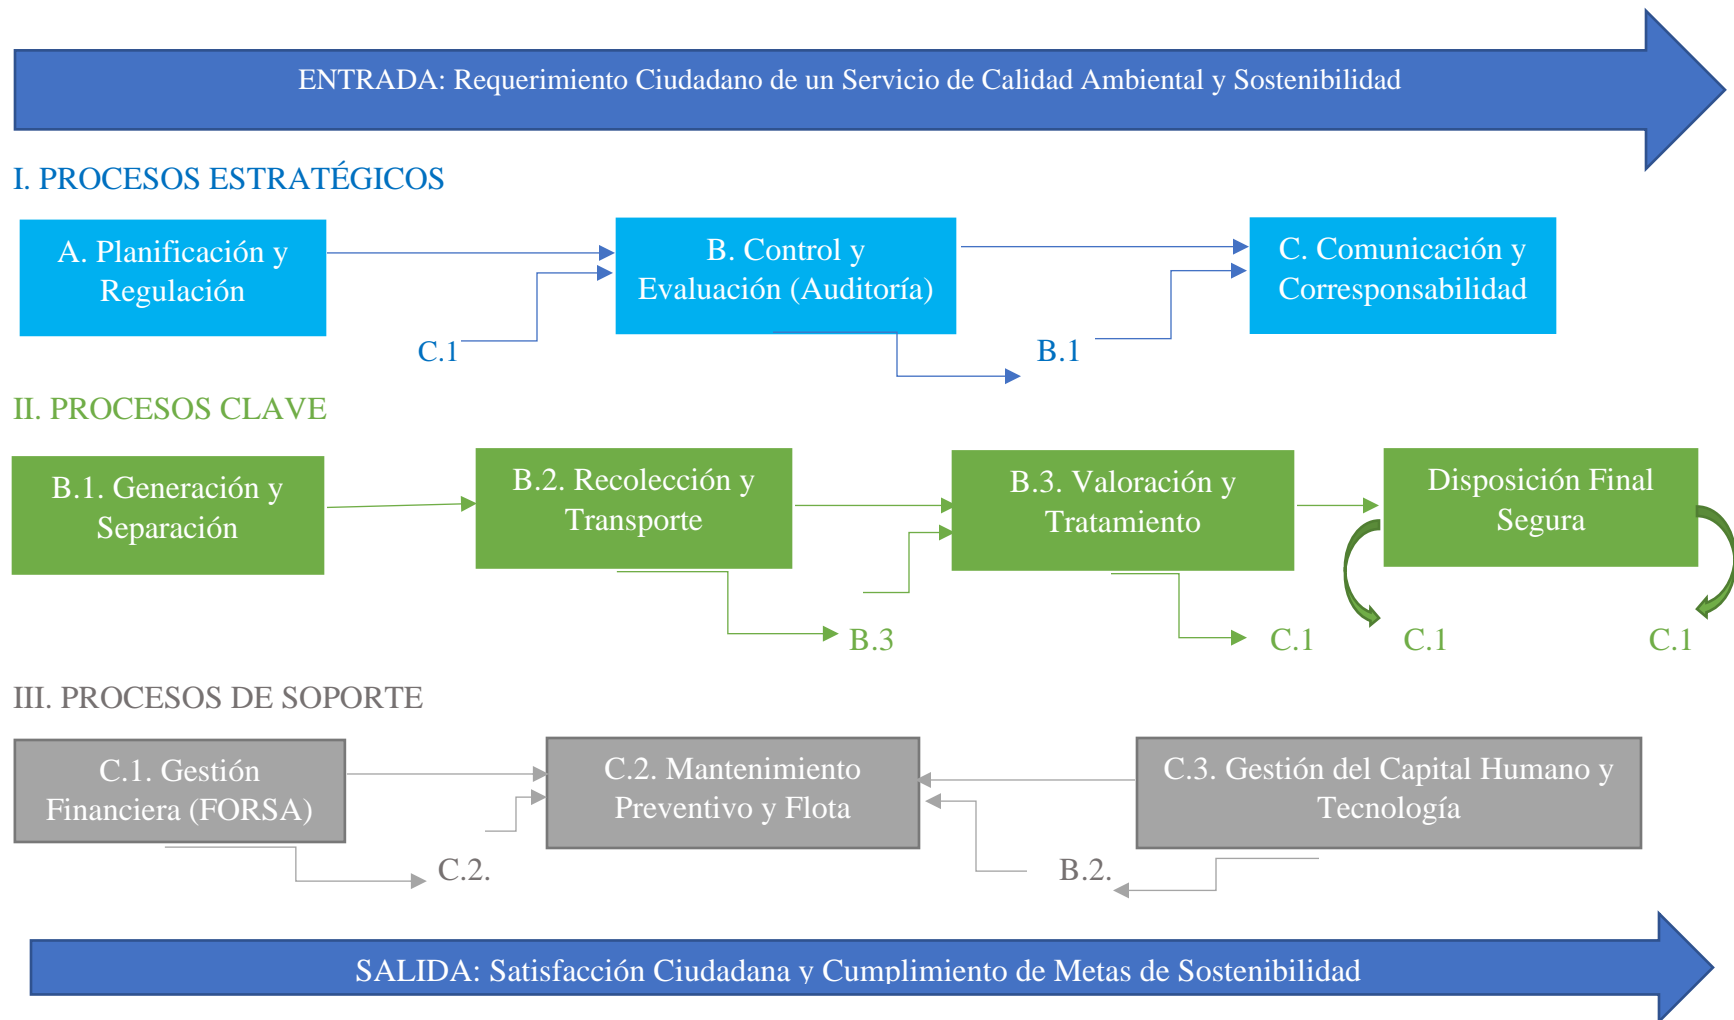 ENTRADA: Requerimiento Ciudadano de un Servicio de Calidad Ambiental y Sostenibilidad
I. PROCESOS ESTRATÉGICOS
A. Planificación y
Regulación
B. Control y
Evaluación (Auditoría)
C. Comunicación y
Corresponsabilidad
C.1
B.1
II. PROCESOS CLAVE
B.1. Generación y
Separación
B.2. Recolección y
Transporte
B.3. Valoración y
Tratamiento
Disposición Final
Segura
B.3
C.1
C.1
C.1
III. PROCESOS DE SOPORTE
C.1. Gestión
Financiera (FORSA)
C.2. Mantenimiento
Preventivo y Flota
C.3. Gestión del Capital Humano y
Tecnología
C.2.
B.2.
SALIDA: Satisfacción Ciudadana y Cumplimiento de Metas de Sostenibilidad